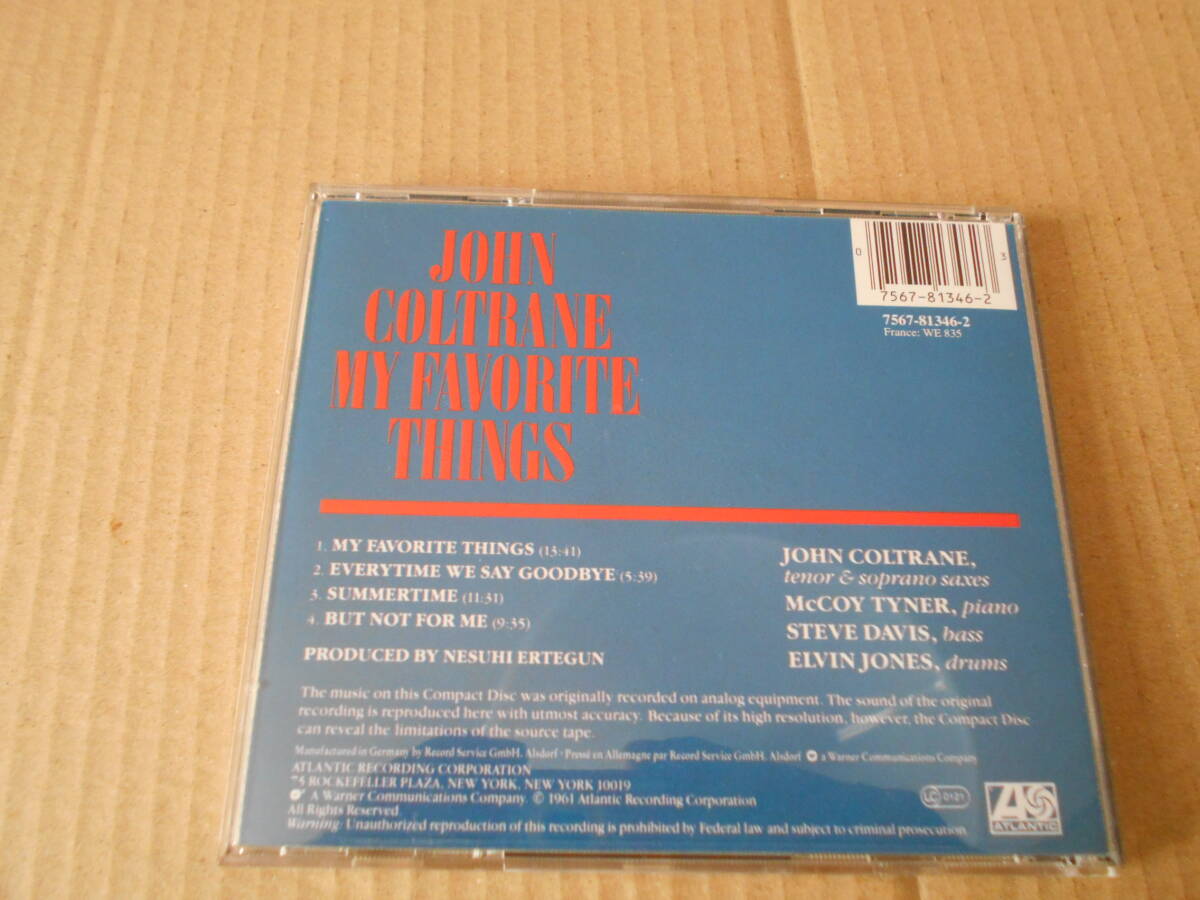 JOHN
COLTRANE
MY FAVORITE
THINGS
0
3
7567-81346-2
7567-81346-2
France: WE 835
1. MY FAVORITE THINGS (13:41)
2. EVERYTIME WE SAY GOODBYE (5:39)
3. SUMMERTIME (11:31)
4. BUT NOT FOR ME (9:35)
PRODUCED BY NESUHI ERTEGUN
JOHN COLTRANE,
tenor & soprano saxes
McCOY TYNER, piano
STEVE DAVIS, bass
ELVIN JONES, drums
The music on this Compact Disc was originally recorded on analog equipment. The sound of the original
recording is reproduced here with utmost accuracy. Because of its high resolution, however, the Compact Disc
can reveal the limitations of the source tape.
Manufactured in Germany by Record Service GmbH, Alsdorf · Pressé en Allemagne par Record Service GmbH, Alsdorf a Warner Communications Company
ATLANTIC RECORDING CORPORATION
75 ROCKEFELLER PLAZA, NEW YORK, NEW YORK 10019
A Warner Communications Company. © 1961 Atlantic Recording Corporation
All Rights Reserved.
Warning: Unauthorized reproduction of this recording is prohibited by Federal law and subject to criminal prosecution.
LC 0121
ATLANTIC